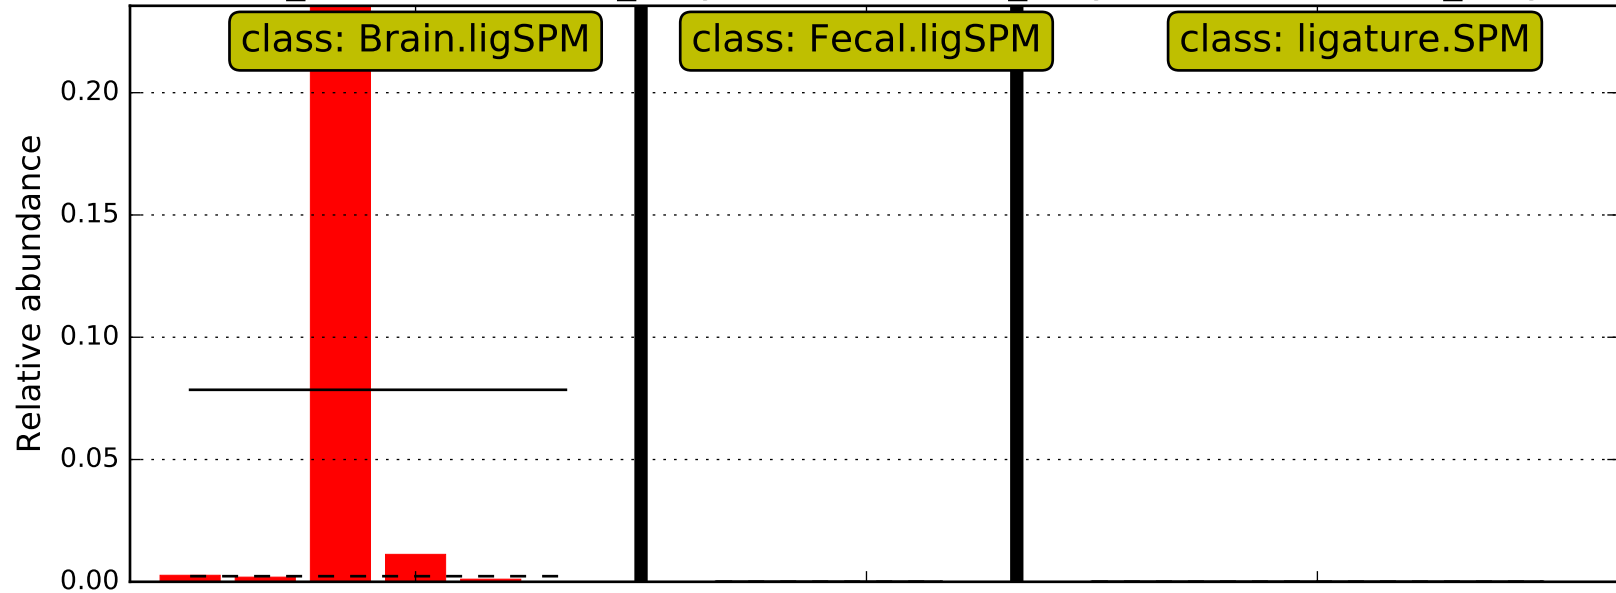 class: Brain.ligSPM
class: Fecal.ligSPM
class: ligature.SPM
Relative abundance
0.20
0.15
0.10
0.05
0.00